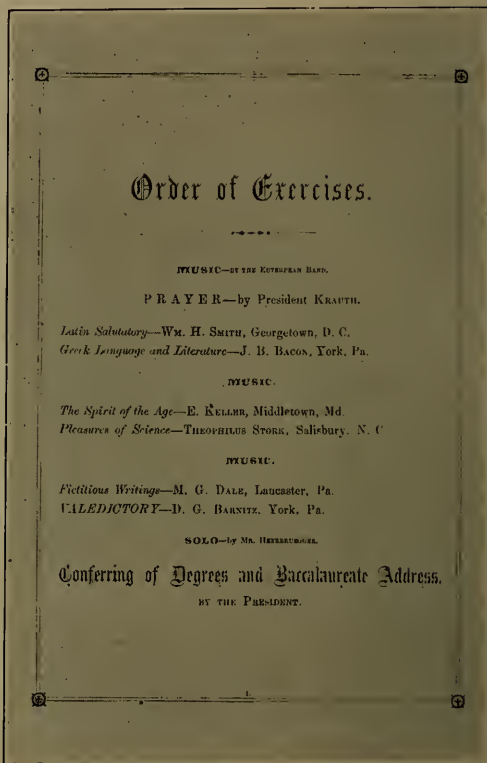 Order of Exercises.
MUSIC—BY THE EUTERPEAN BAND.
PRAYER—by President KRAUTH.
Latin Salutatory—WM. H. SMITH, Georgetown, D. C.
Greek Language and Literature—J. B. BACON, York, Pa.
MUSIC.
The Spirit of the Age—E. KELLER, Middletown, Md.
Pleasures of Science—THEOPHILUS STORK, Salisbury, N. C
MUSIC.
Fictitious Writings—M. G. DALE, Lancaster, Pa.
VALEDICTORY—D. G. BARNITZ, York, Pa.
SOLO—by MR.
Conferring of Degrees and Baccalaureate Address,
BY THE PRESIDENT.